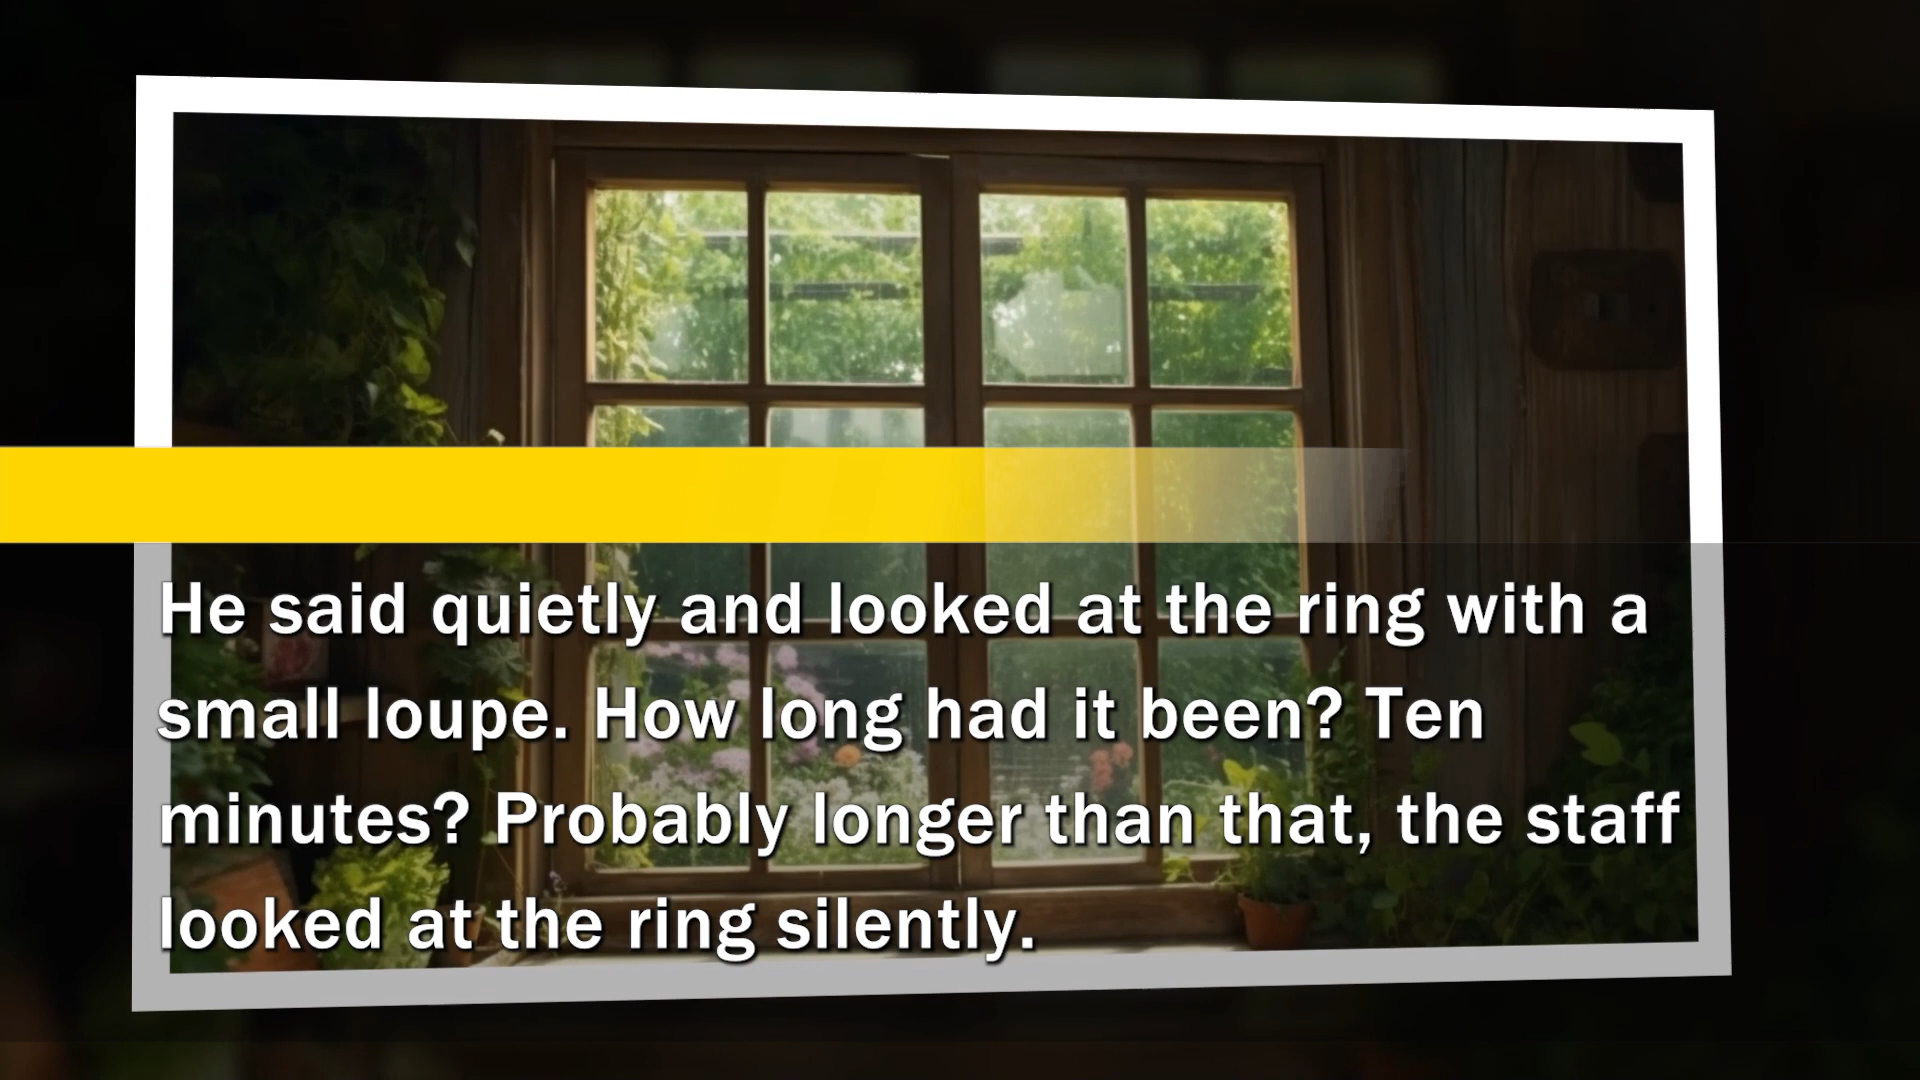 He said quietly and looked at the ring with a
small loupe. How long had it been? Ten
minutes? Probably longer than that, the staff
looked at the ring silently.